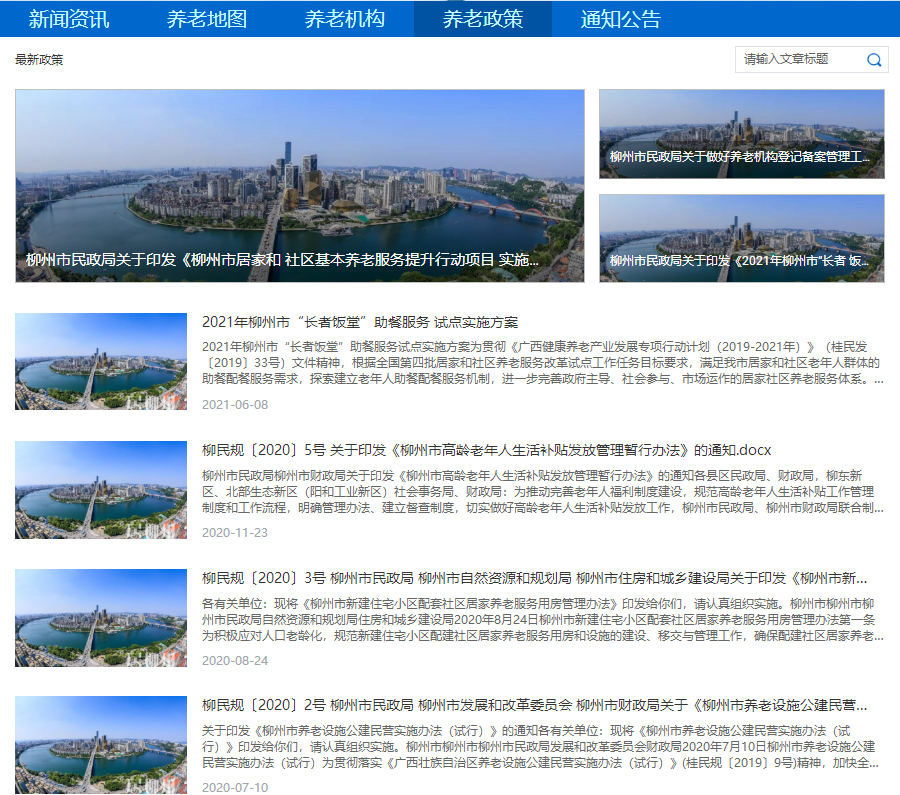 新闻资讯 养老地图 养老机构 养老政策 通知公告
最新政策
请输入文章标题
柳州市民政局关于印发《柳州市居家和 社区基本养老服务提升行动项目 实施...
柳州市民政局关于做好养老机构登记备案管理工...
柳州市民政局关于印发《2021年柳州市“长者 饭...
2021年柳州市“长者饭堂”助餐服务 试点实施方案
2021年柳州市“长者饭堂”助餐服务试点实施方案为贯彻《广西健康养老产业发展专项行动计划（2019-2021年）》（桂民发
〔2019〕33号）文件精神，根据全国第四批居家和社区养老服务改革试点工作任务目标要求，满足我市居家和社区老年人群体的
助餐配餐服务需求，探索建立老年人助餐配餐服务机制，进一步完善政府主导、社会参与、市场运作的居家社区养老服务体系。...
2021-06-08
柳民规〔2020〕5号 关于印发《柳州市高龄老年人生活补贴发放管理暂行办法》的通知.docx
柳州市民政局柳州市财政局关于印发《柳州市高龄老年人生活补贴发放管理暂行办法》的通知各县区民政局、财政局，柳东新
区、北部生态新区（阳和工业新区）社会事务局、财政局：为推动完善老年人福利制度建设，规范高龄老年人生活补贴工作管理
制度和工作流程，明确管理办法、建立督查制度，切实做好高龄老年人生活补贴发放工作，柳州市民政局、柳州市财政局联合制...
2020-11-23
柳民规〔2020〕3号 柳州市民政局 柳州市自然资源和规划局 柳州市住房和城乡建设局关于印发《柳州市新...
各有关单位：现将《柳州市新建住宅小区配套社区居家养老服务用房管理办法》印发给你们，请认真组织实施。柳州市柳州市柳
州市民政局自然资源和规划局住房和城乡建设局2020年8月24日柳州市新建住宅小区配套社区居家养老服务用房管理办法第一条
为积极应对人口老龄化，规范新建住宅小区配建社区居家养老服务用房和设施的建设、移交与管理工作，确保配建社区居家养老...
2020-08-24
柳民规〔2020〕2号 柳州市民政局 柳州市发展和改革委员会 柳州市财政局关于《柳州市养老设施公建民营...
关于印发《柳州市养老设施公建民营实施办法（试行）》的通知各有关单位：现将《柳州市养老设施公建民营实施办法（试
行）》印发给你们，请认真组织实施。柳州市柳州市柳州市民政局发展和改革委员会财政局2020年7月10日柳州市养老设施公建
民营实施办法（试行）为贯彻落实《广西壮族自治区养老设施公建民营实施办法（试行）》(桂民规〔2019〕9号)精神，加快全...
2020-07-10